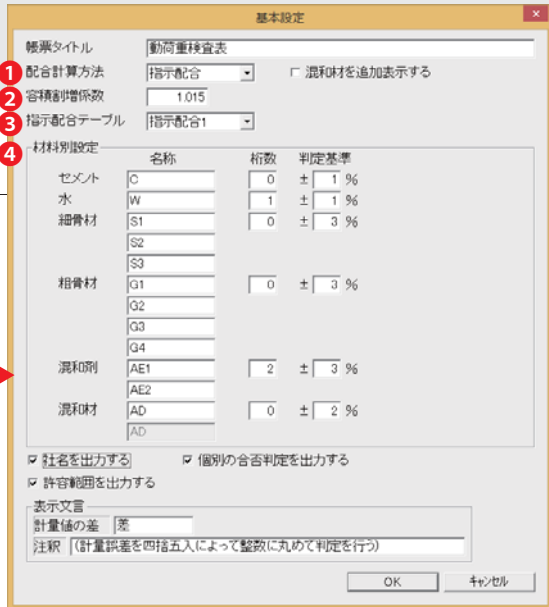 基本設定
帳票タイトル 動荷重検査表
1 配合計算方法 指示配合 混和材を追加表示する
2 容積割増係数 1.015
3 指示配合テーブル 指示配合1
4 材料別設定
名称 桁数 判定基準
セメント C 0 ± 1 %
水 W 1 ± 1 %
細骨材 S1 0 ± 3 %
S2
S3
粗骨材 G1 0 ± 3 %
G2
G3
G4
混和剤 AE1 2 ± 3 %
AE2
混和材 AD 0 ± 2 %
AD
社名を出力する 個別の合否判定を出力する
許容範囲を出力する
表示文言
計量値の差 差
注釈 (計量誤差を四捨五入によって整数に丸めて判定を行う)
OK キャンセル